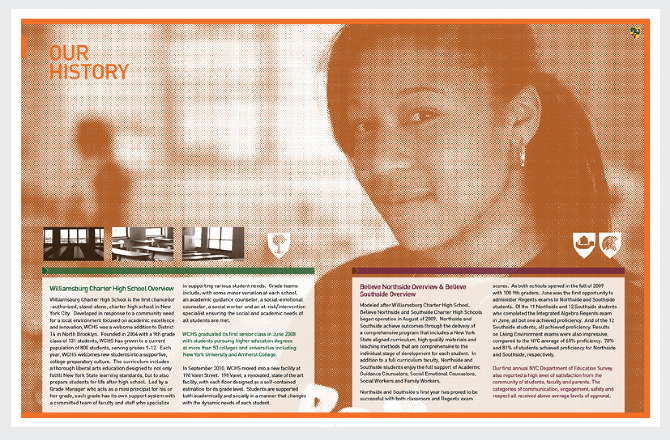 OUR
HISTORY
Williamsburg Charter High School Overview
Williamsburg Charter High School is the first chancellor
-authorized, stand-alone, charter high school in New
York City. Developed in response to a community need
for a local environment focused on academic excellence
and innovation, WCHS was a welcome addition to District
14 in North Brooklyn. Founded in 2004 with a 9th grade
class of 131 students, WCHS has grown to a current
population of 808 students, serving grades 9-12. Each
year, WCHS welcomes new students into a supportive,
college preparatory culture. The curriculum includes
a thorough liberal arts education designed to not only
fulfill New York State learning standards, but to also
prepare students for life after high school. Led by a
Grade Manager who acts as a mini principal for his or
her grade, each grade has its own support system with
a committed team of faculty and staff who specialize
in supporting various student needs. Grade teams
include, with some minor variation at each school,
an academic guidance counselor, a social-emotional
counselor, a social worker and an at risk/intervention
specialist ensuring the social and academic needs of
all students are met.
WCHS graduated its first senior class in June 2008
with students pursuing higher education degrees
at more than 50 colleges and universities including
New York University and Amherst College.
In September 2010, WCHS moved into a new facility at
198 Varet Street. 198 Varet, a renovated, state of the art
facility, with each floor designed as a self-contained
estimation for its grade level. Students are supported
both academically and socially in a manner that changes
with the dynamic needs of each student.
Believe Northside Overview & Believe
Southside Overview
Modeled after Williamsburg Charter High School,
Believe Northside and Southside Charter High Schools
began operation in August of 2009. Northside and
Southside achieve outcomes through the delivery of
a comprehensive program that includes a New York
State aligned curriculum, high quality materials and
teaching methods that are comprehensive to the
individual stage of development for each student. In
addition to a full curriculum faculty, Northside and
Southside students enjoy the full support of Academic
Guidance Counselors, Social Emotional Counselors,
Social Workers and Family Workers.
Northside and Southside's first year has proved to be
successful with both classroom and Regents exam
scores. As both schools opened in the fall of 2009
with 108 9th graders, June was the first opportunity to
administer Regents exams to Northside and Southside
students. Of the 11 Northside and 12 Southside students
who completed the Integrated Algebra Regents exam
in June, all but one achieved proficiency. And of the 12
Southside students, all achieved proficiency. Results
on Living Environment exams were also impressive,
compared to the NYC average of 65% proficiency. 78%
and 81% of students achieved proficiency for Northside
and Southside, respectively.
Our first annual NYC Department of Education Survey
also reported a high level of satisfaction from the
community of students, faculty and parents. The
categories of communication, engagement, safety and
respect all received above average levels of approval.